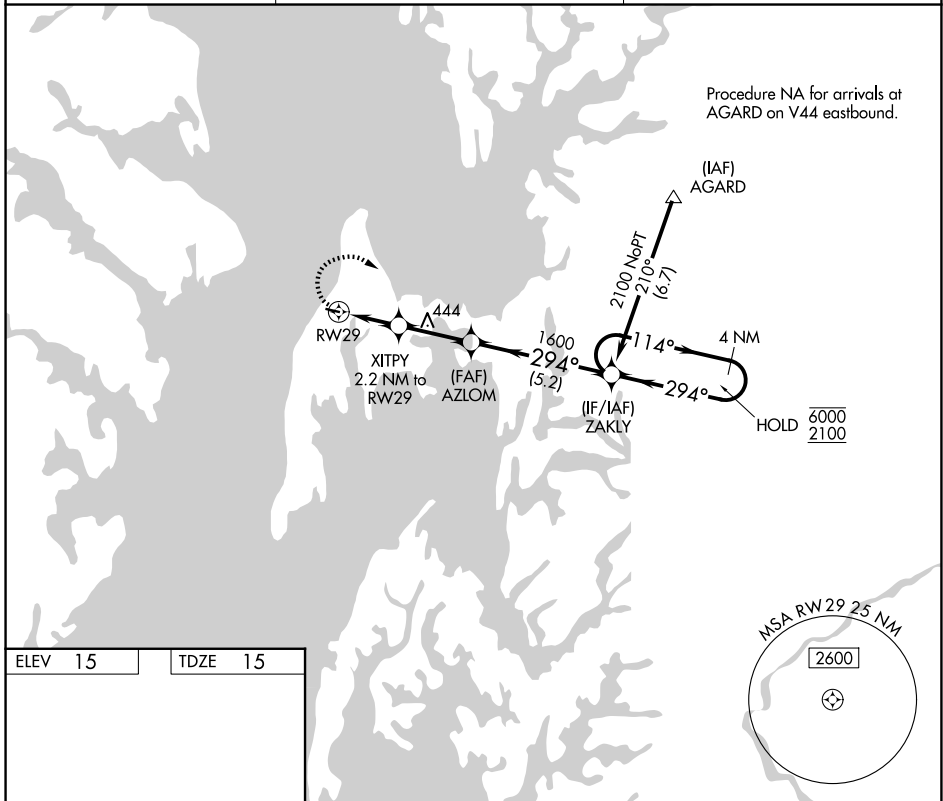 Procedure NA for arrivals at
AGARD on V44 eastbound.
(IAF)
AGARD
2100 NoPT
210°
(6.7)
444
RW29
XITPY
2.2 NM to
RW29
(FAF)
AZLOM
1600
294°
(5.2)
114°
4 NM
294°
(IF/IAF)
ZAKLY
HOLD
6000
2100
MSA RW29 25 NM
2600
ELEV 15
TDZE 15